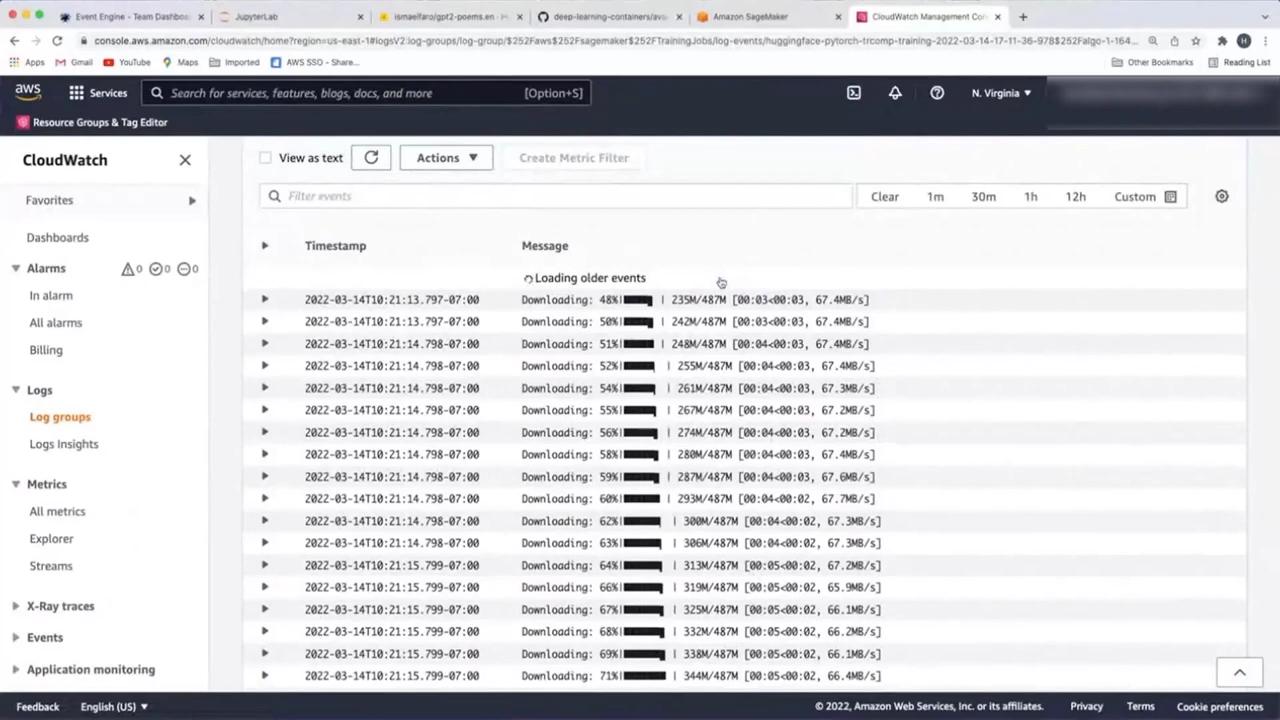 Event Engine - Team Dashboa
JupyterLab
ismaelfaro/gpt2-poems.en
deep-learning-containers/ava
Amazon SageMaker
CloudWatch Management Con
console.aws.amazon.com/cloudwatch/home?region=us-east-1#logsV2:log-groups/log-group/$252Faws$252Fsagemaker$252FTrainingJobs/log-events/huggingface-pytorch-trcomp-training-2022-03-14-17-11-36-978$252Falgo-1-164...
Apps Gmail YouTube Maps Imported AWS SSO - Share... Other Bookmarks Reading List
aws Services Search for services, features, blogs, docs, and more [Option+S] N. Virginia
Resource Groups & Tag Editor
CloudWatch
Favorites
Dashboards
Alarms 0 0 0
In alarm
All alarms
Billing
Logs
Log groups
Logs Insights
Metrics
All metrics
Explorer
Streams
X-Ray traces
Events
Application monitoring
View as text Actions Create Metric Filter
Filter events Clear 1m 30m 1h 12h Custom
Timestamp Message
Loading older events
2022-03-14T10:21:13.797-07:00 Downloading: 48%| | 235M/487M [00:03<00:03, 67.4MB/s]
2022-03-14T10:21:13.797-07:00 Downloading: 50%| | 242M/487M [00:03<00:03, 67.4MB/s]
2022-03-14T10:21:13.797-07:00 Downloading: 51%| | 248M/487M [00:03<00:03, 67.4MB/s]
2022-03-14T10:21:14.798-07:00 Downloading: 52%| | 255M/487M [00:04<00:03, 67.4MB/s]
2022-03-14T10:21:14.798-07:00 Downloading: 54%| | 261M/487M [00:04<00:03, 67.3MB/s]
2022-03-14T10:21:14.798-07:00 Downloading: 55%| | 267M/487M [00:04<00:03, 67.2MB/s]
2022-03-14T10:21:14.798-07:00 Downloading: 56%| | 274M/487M [00:04<00:03, 67.2MB/s]
2022-03-14T10:21:14.798-07:00 Downloading: 58%| | 280M/487M [00:04<00:03, 67.4MB/s]
2022-03-14T10:21:14.798-07:00 Downloading: 59%| | 287M/487M [00:04<00:03, 67.6MB/s]
2022-03-14T10:21:14.798-07:00 Downloading: 60%| | 293M/487M [00:04<00:02, 67.7MB/s]
2022-03-14T10:21:14.798-07:00 Downloading: 62%| | 300M/487M [00:04<00:02, 67.3MB/s]
2022-03-14T10:21:14.798-07:00 Downloading: 63%| | 306M/487M [00:04<00:02, 67.3MB/s]
2022-03-14T10:21:15.799-07:00 Downloading: 64%| | 313M/487M [00:05<00:02, 67.2MB/s]
2022-03-14T10:21:15.799-07:00 Downloading: 66%| | 319M/487M [00:05<00:02, 65.9MB/s]
2022-03-14T10:21:15.799-07:00 Downloading: 67%| | 325M/487M [00:05<00:02, 66.1MB/s]
2022-03-14T10:21:15.799-07:00 Downloading: 68%| | 332M/487M [00:05<00:02, 66.2MB/s]
2022-03-14T10:21:15.799-07:00 Downloading: 69%| | 338M/487M [00:05<00:02, 66.1MB/s]
2022-03-14T10:21:15.799-07:00 Downloading: 71%| | 344M/487M [00:05<00:02, 66.4MB/s]
Feedback English (US) © 2022, Amazon Web Services, Inc. or its affiliates. Privacy Terms Cookie preferences